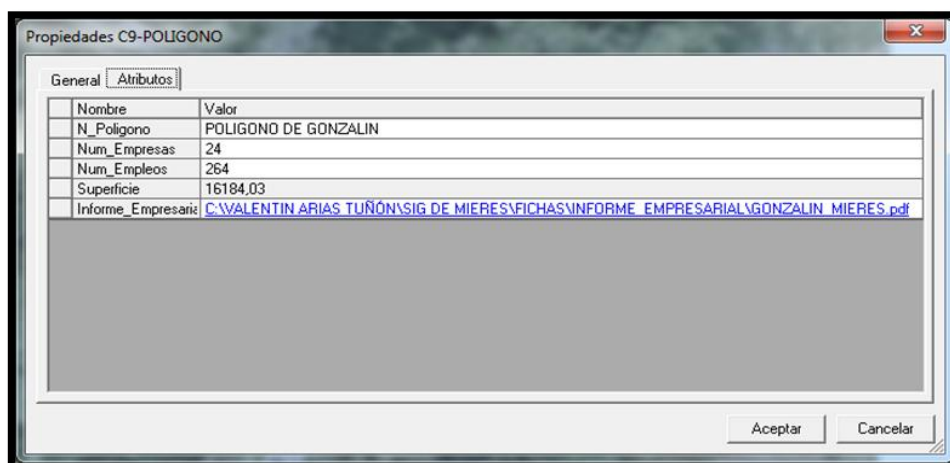 Propiedades C9-POLIGONO
General Atributos
Nombre Valor
N_Poligono POLIGONO DE GONZALIN
Num_Empresas 24
Num_Empleos 264
Superficie 16184,03
Informe_Empresaria C:\VALENTIN ARIAS TUÑÓN\SIG DE MIERES\FICHAS\INFORME_EMPRESARIAL\GONZALIN_MIERES.pdf
Aceptar Cancelar